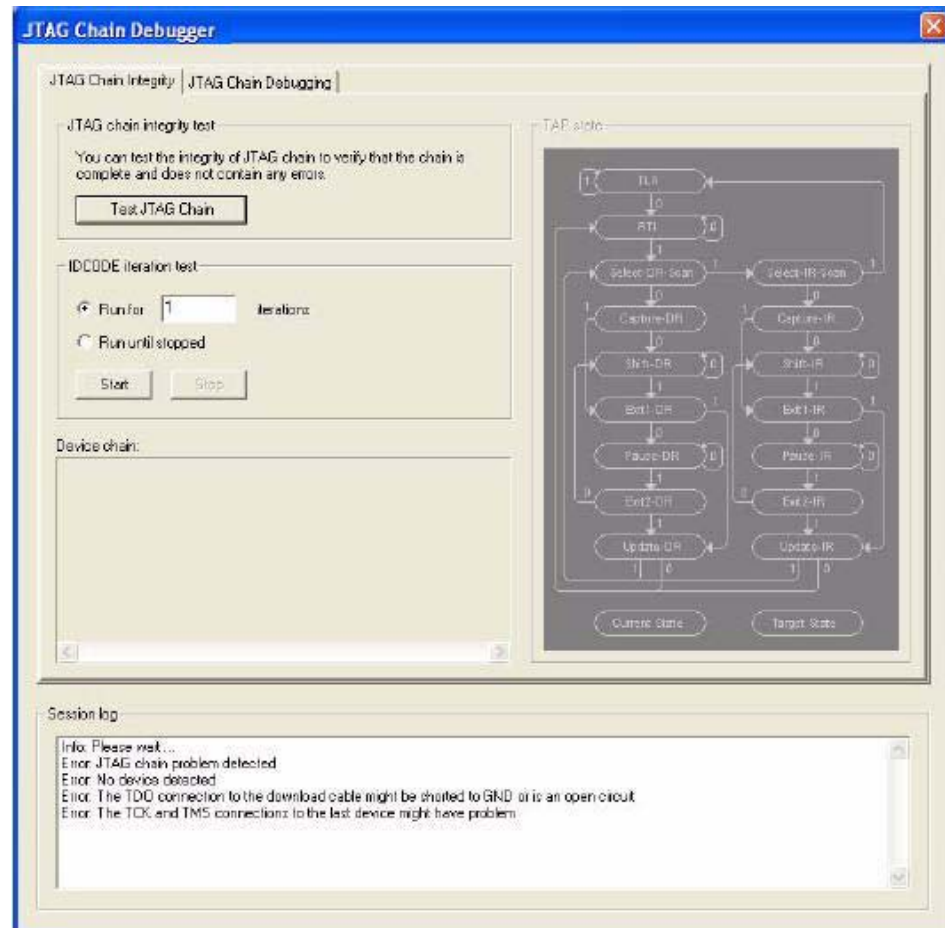 JTAG Chain Debugger
JTAG Chain Integrity
JTAG Chain Debugging
JTAG chain integrity test
You can test the integrity of JTAG chain to verify that the chain is
complete and does not contain any errors.
Test JTAG Chain
IDCODE iteration test
Run for 1 iterations
Run until stopped
Start Stop
Device chain:
TAP state
1 TLR
0
RTI 0
1
Select-DR-Scan 1 Select-IR-Scan 1
0 0
1 Capture-DR 1 Capture-IR
0 0
Shift-DR 0 Shift-IR 0
1 1
Exit1-DR 1 Exit1-IR 1
0 0
Pause-DR 0 Pause-IR 0
1 1
0 Exit2-DR 0 Exit2-IR
1 1
Update-DR Update-IR
1 0 1 0
Current State Target State
Session log
Info: Please wait ...
Error: JTAG chain problem detected
Error: No device detected
Error: The TDO connection to the download cable might be shorted to GND or is an open circuit
Error: The TCK and TMS connections to the last device might have problem